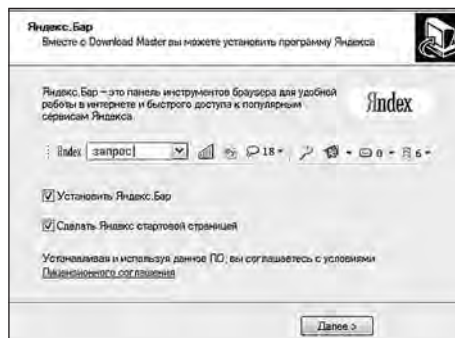 Яндекс.Бар
Вместе с Download Master вы можете установить программу Яндекса
Яндекс.Бар – это панель инструментов браузера для удобной
работы в интернете и быстрого доступа к популярным
сервисам Яндекса
Яndex
Яndex запрос 18 0 6
Установить Яндекс.Бар
Сделать Яндекс стартовой страницей
Устанавливая и используя данное ПО, вы соглашаетесь с условиями
Лицензионного соглашения
Далее >